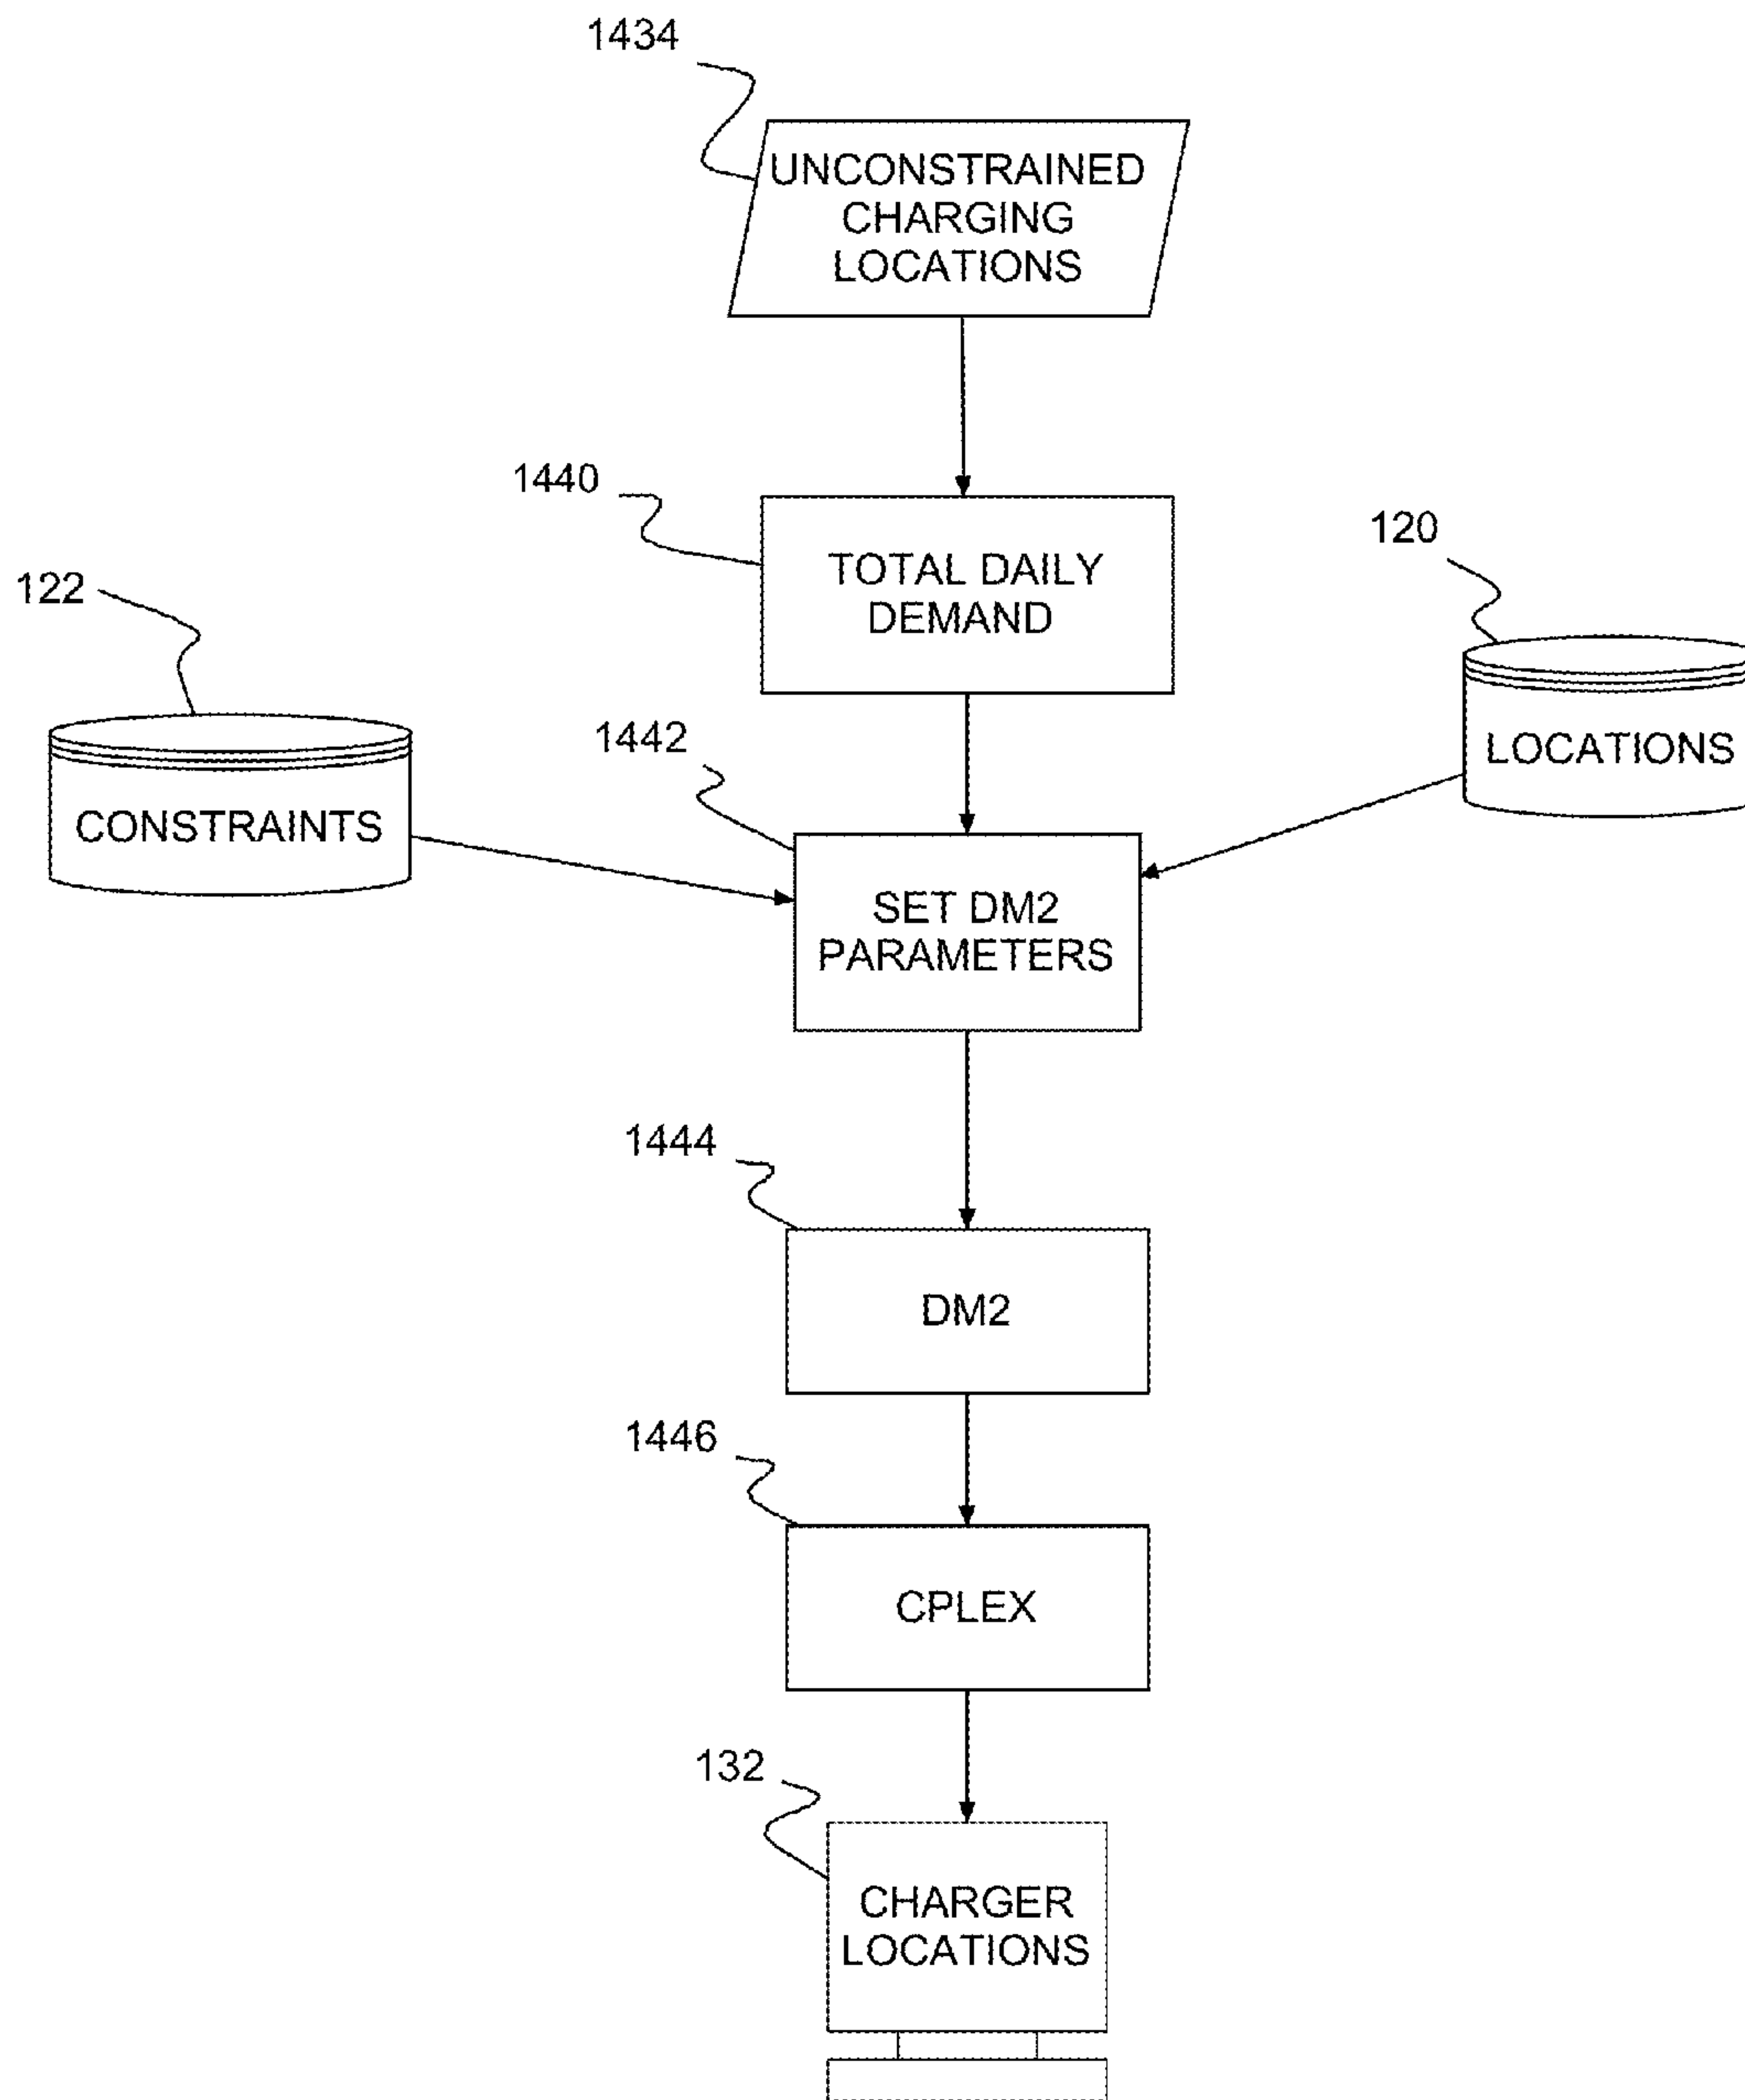 1434
UNCONSTRAINED
CHARGING
LOCATIONS
1440
TOTAL DAILY
DEMAND
120
122
LOCATIONS
1442
CONSTRAINTS
SET DM2
PARAMETERS
1444
DM2
1446
CPLEX
132
CHARGER
LOCATIONS